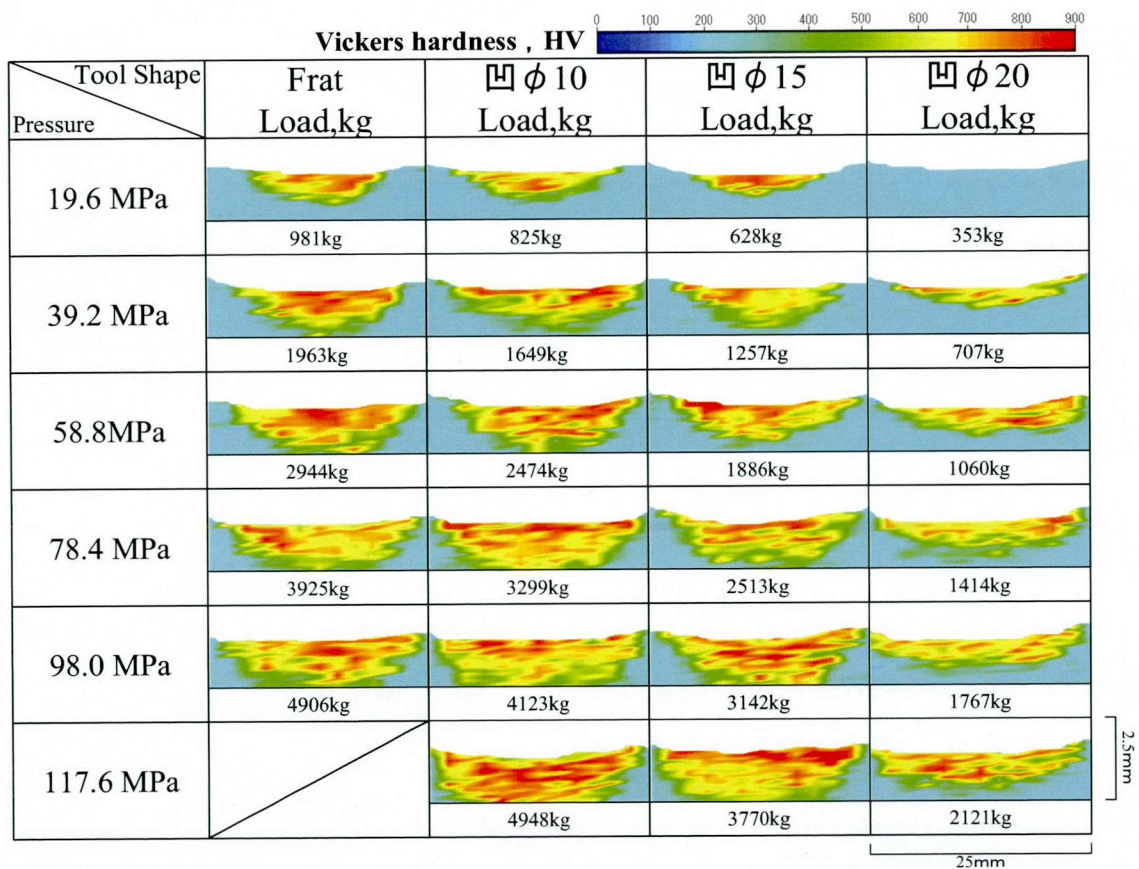 Vickers hardness , HV
0 100 200 300 400 500 600 700 800 900
Tool Shape
Pressure
Frat
Load,kg
凹φ10
Load,kg
凹φ15
Load,kg
凹φ20
Load,kg
19.6 MPa
981kg
825kg
628kg
353kg
39.2 MPa
1963kg
1649kg
1257kg
707kg
58.8MPa
2944kg
2474kg
1886kg
1060kg
78.4 MPa
3925kg
3299kg
2513kg
1414kg
98.0 MPa
4906kg
4123kg
3142kg
1767kg
117.6 MPa
4948kg
3770kg
2121kg
2.5mm
25mm